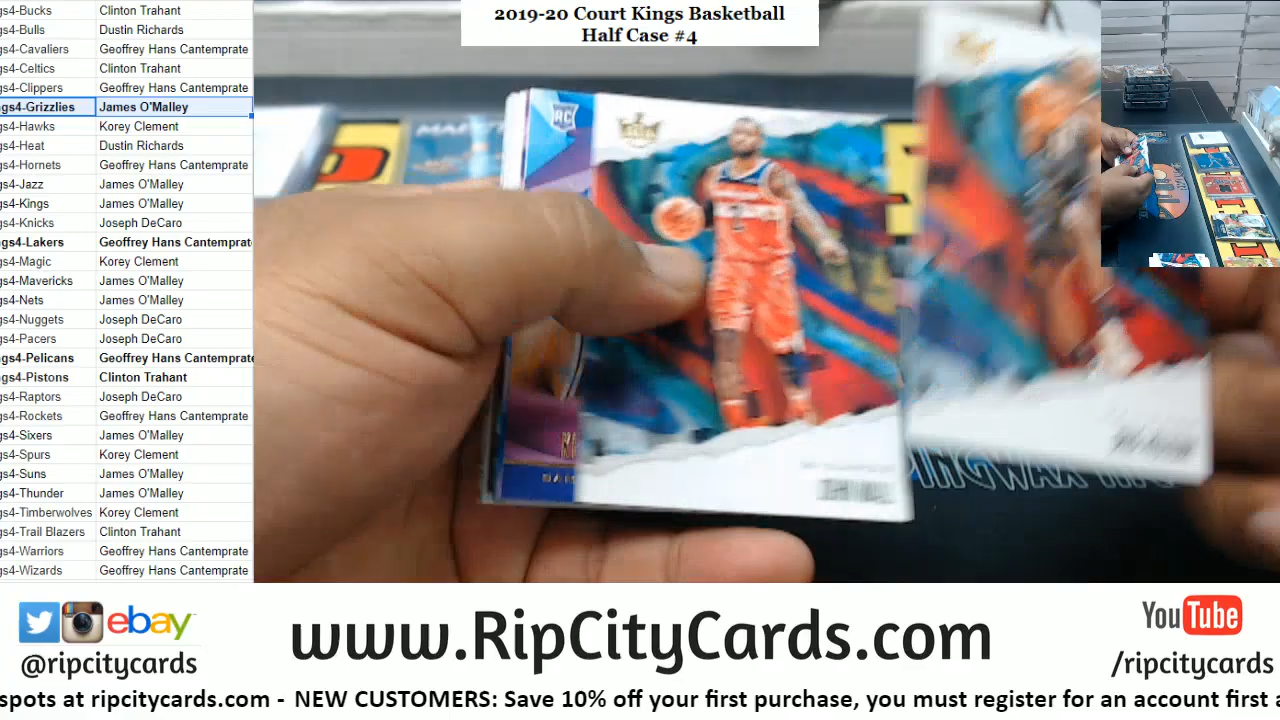 2019-20 Court Kings Basketball
Half Case #4
gs4-Bucks Clinton Trahant
gs4-Bulls Dustin Richards
gs4-Cavaliers Geoffrey Hans Cantemprate
gs4-Celtics Clinton Trahant
gs4-Clippers Geoffrey Hans Cantemprate
gs4-Grizzlies James O'Malley
gs4-Hawks Korey Clement
gs4-Heat Dustin Richards
gs4-Hornets Geoffrey Hans Cantemprate
gs4-Jazz James O'Malley
gs4-Kings James O'Malley
gs4-Knicks Joseph DeCaro
gs4-Lakers Geoffrey Hans Cantemprat
gs4-Magic Korey Clement
gs4-Mavericks James O'Malley
gs4-Nets James O'Malley
gs4-Nuggets Joseph DeCaro
gs4-Pacers Joseph DeCaro
gs4-Pelicans Geoffrey Hans Cantemprate
gs4-Pistons Clinton Trahant
gs4-Raptors Joseph DeCaro
gs4-Rockets Geoffrey Hans Cantemprate
gs4-Sixers James O'Malley
gs4-Spurs Korey Clement
gs4-Suns James O'Malley
gs4-Thunder James O'Malley
gs4-Timberwolves Korey Clement
gs4-Trail Blazers Clinton Trahant
gs4-Warriors Geoffrey Hans Cantemprate
gs4-Wizards Geoffrey Hans Cantemprate
RC
ebay
@ripcitycards
www.RipCityCards.com
YouTube
/ripcitycards
spots at ripcitycards.com - NEW CUSTOMERS: Save 10% off your first purchase, you must register for an account first a